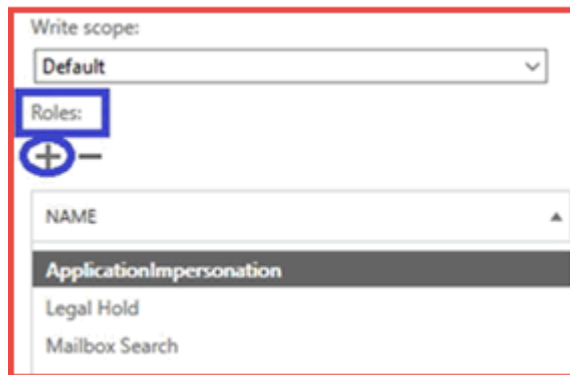 Write scope:
Default
Roles:
NAME
ApplicationImpersonation
Legal Hold
Mailbox Search